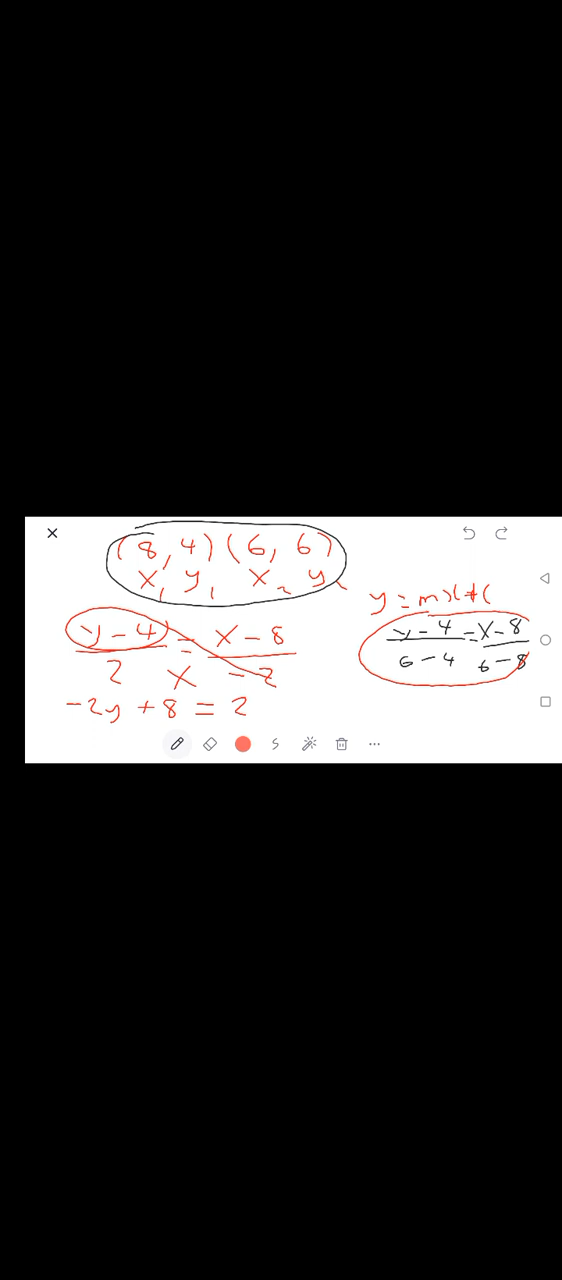 (8, 4) (6, 6)
x₁ y₁ x₂ y₂
y = mx + c
y - 4 / 6 - 4 = x - 8 / 6 - 8
y - 4 / 2 = x - 8 / -2
x
-2y + 8 = 2